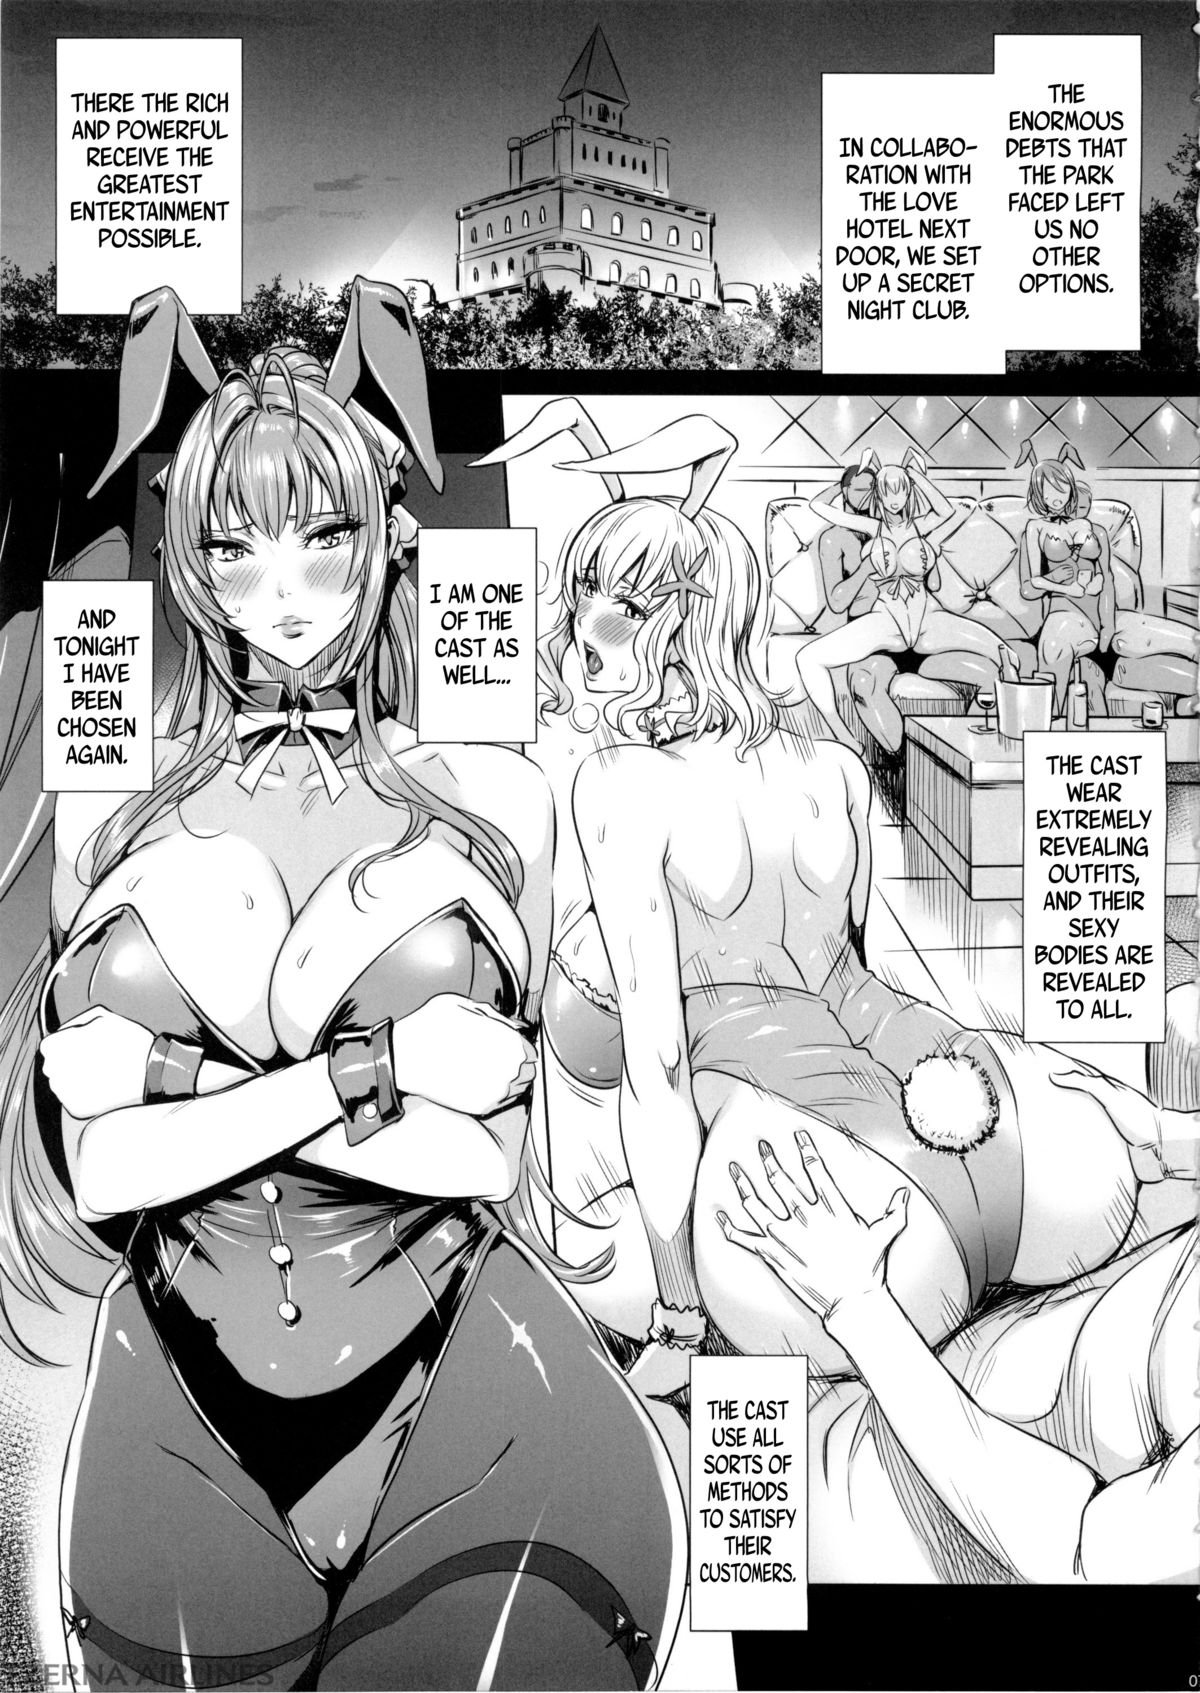 THE
ENORMOUS
DEBTS THAT
THE PARK
FACED LEFT
US NO
OTHER
OPTIONS.
IN COLLABO-
RATION WITH
THE LOVE
HOTEL NEXT
DOOR, WE SET
UP A SECRET
NIGHT CLUB.
THERE THE RICH
AND POWERFUL
RECEIVE THE
GREATEST
ENTERTAINMENT
POSSIBLE.
THE CAST
WEAR
EXTREMELY
REVEALING
OUTFITS,
AND THEIR
SEXY
BODIES ARE
REVEALED
TO ALL.
THE CAST
USE ALL
SORTS OF
METHODS
TO SATISFY
THEIR
CUSTOMERS.
I AM ONE
OF THE
CAST AS
WELL...
AND
TONIGHT
I HAVE
BEEN
CHOSEN
AGAIN.
ERNA AIRLINES